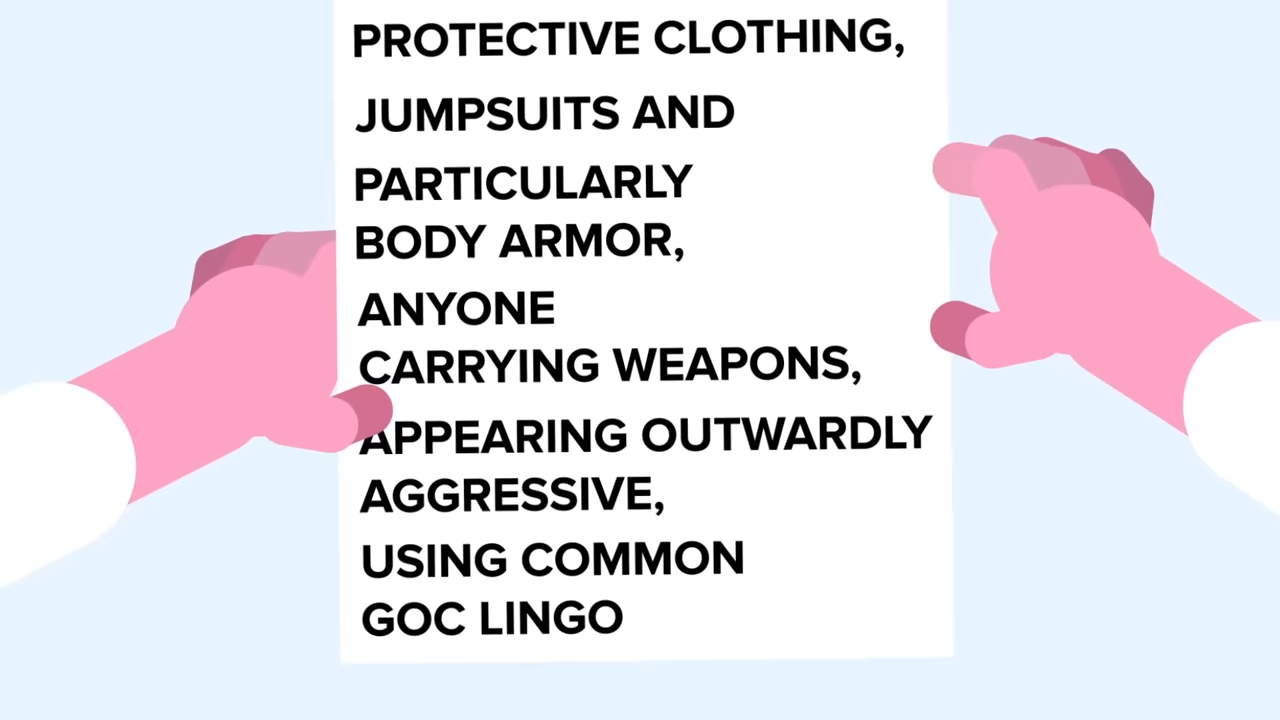 PROTECTIVE CLOTHING,
JUMPSUITS AND
PARTICULARLY
BODY ARMOR,
ANYONE
CARRYING WEAPONS,
APPEARING OUTWARDLY
AGGRESSIVE,
USING COMMON
GOC LINGO